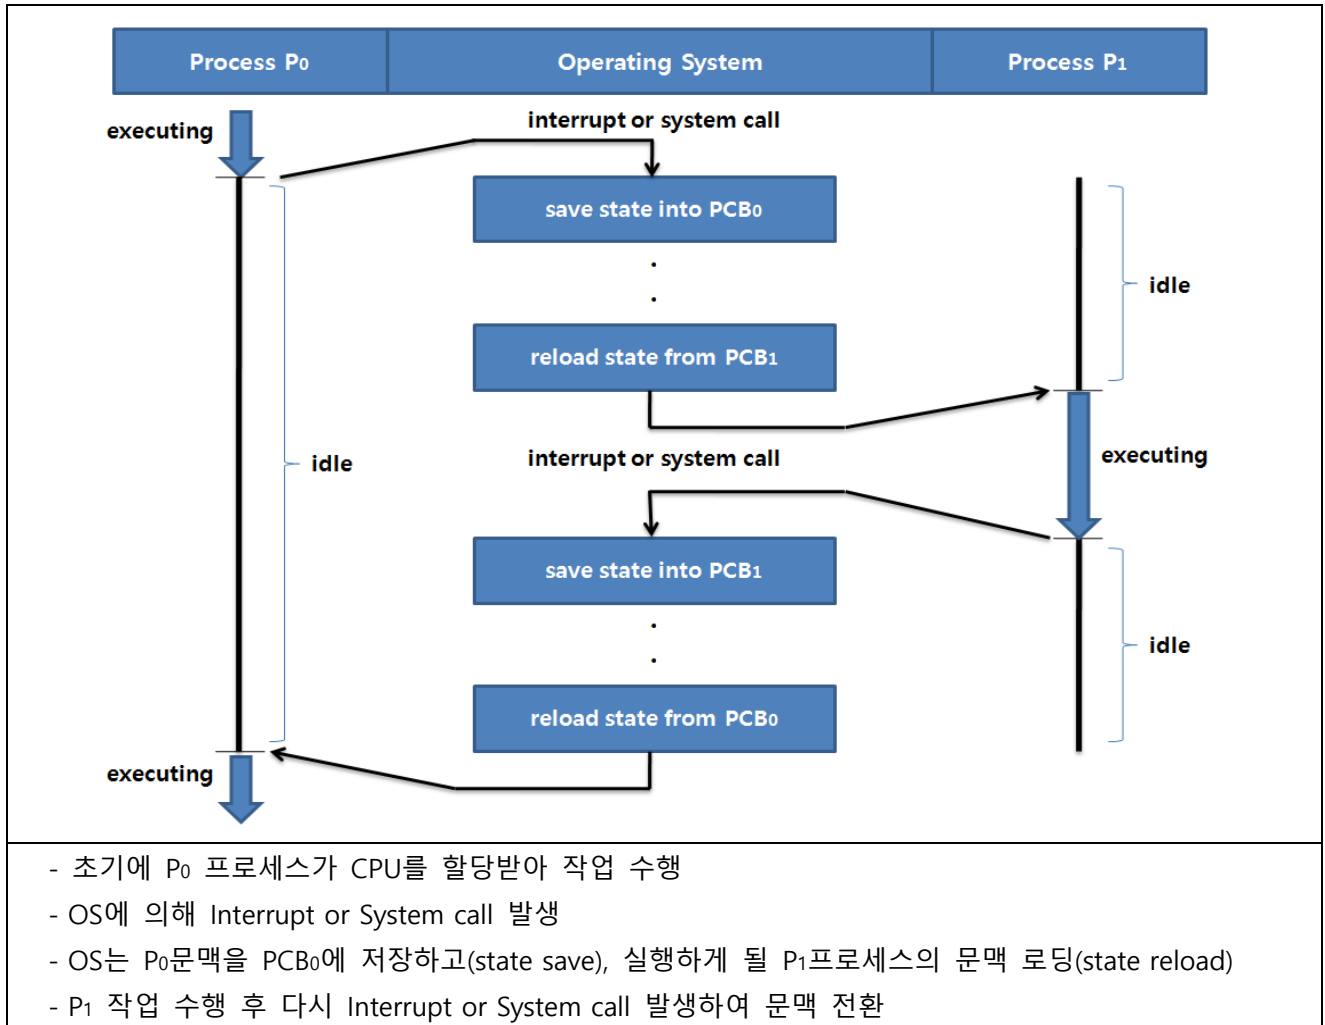 Process P0 Operating System Process P1
executing
interrupt or system call
save state into PCB0
.
.
idle
reload state from PCB1
idle
interrupt or system call
executing
save state into PCB1
.
.
idle
reload state from PCB0
executing
- 초기에 P0 프로세스가 CPU를 할당받아 작업 수행
- OS에 의해 Interrupt or System call 발생
- OS는 P0문맥을 PCB0에 저장하고(state save), 실행하게 될 P1프로세스의 문맥 로딩(state reload)
- P1 작업 수행 후 다시 Interrupt or System call 발생하여 문맥 전환